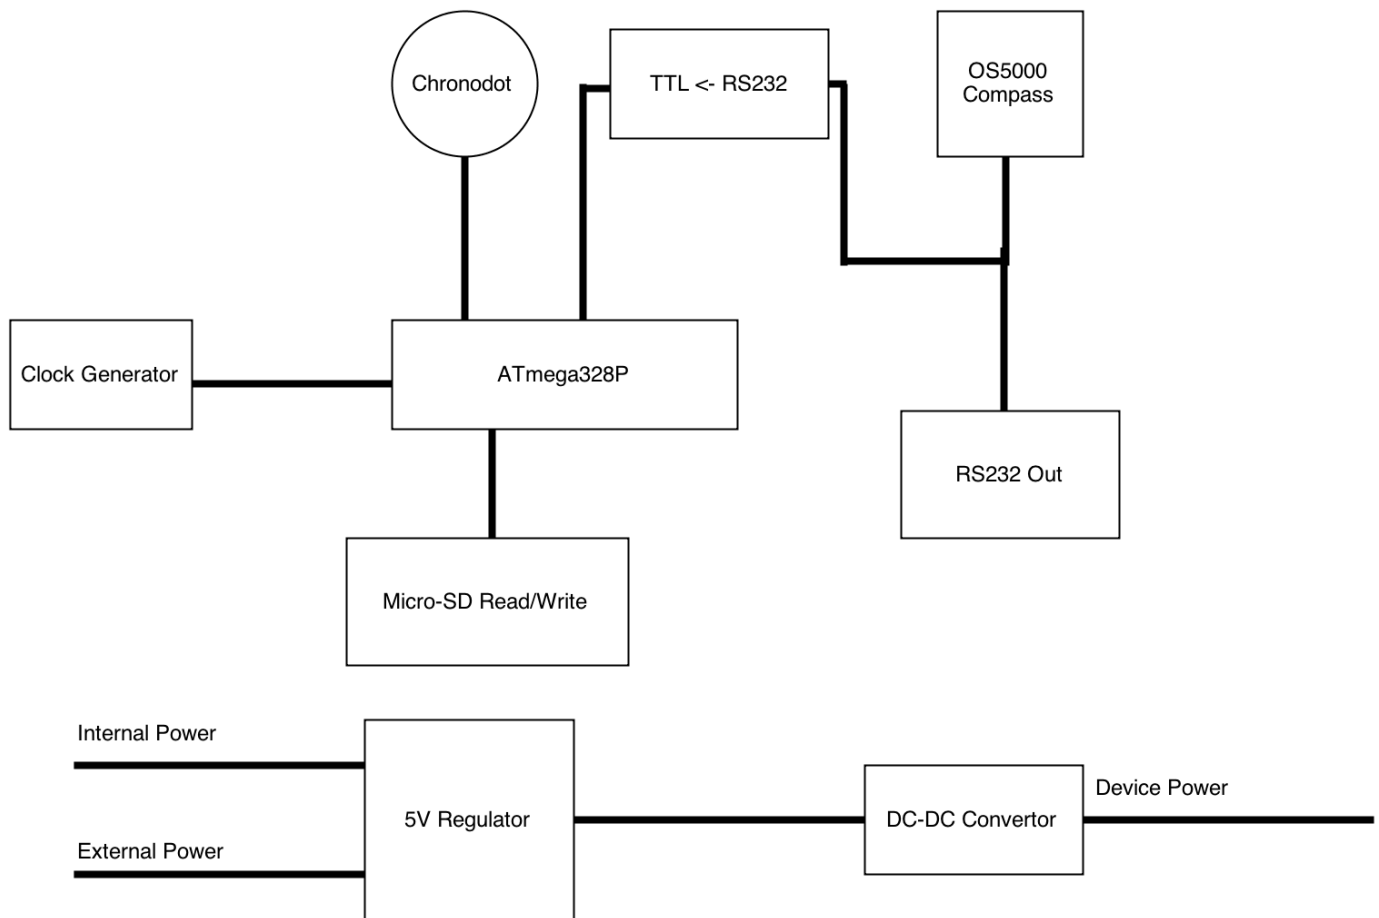 Chronodot
TTL <- RS232
OS5000
Compass
Clock Generator
ATmega328P
RS232 Out
Micro-SD Read/Write
Internal Power
External Power
5V Regulator
DC-DC Convertor
Device Power